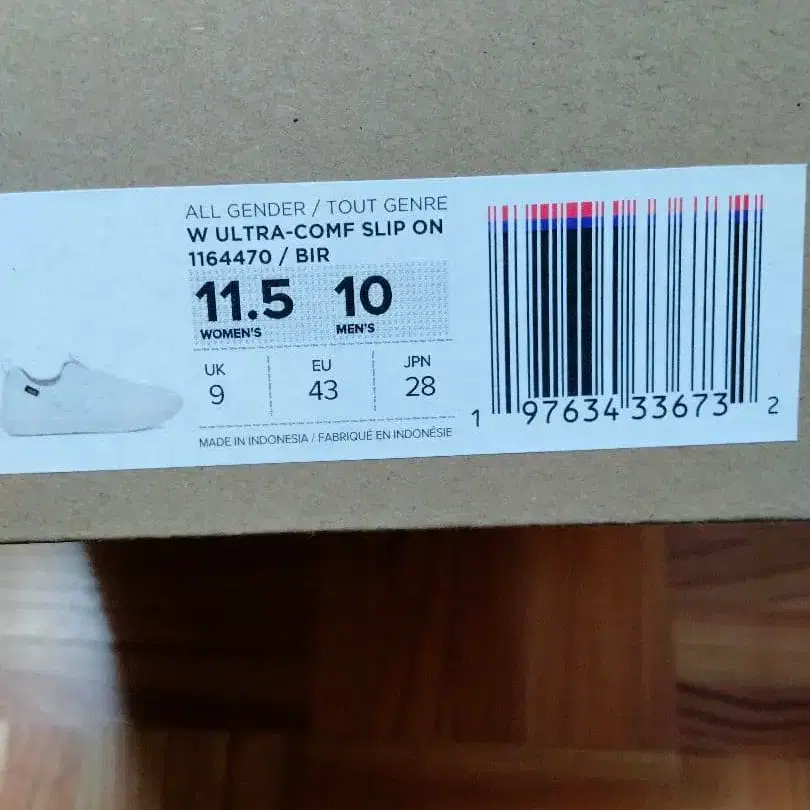 ALL GENDER / TOUT GENRE
W ULTRA-COMF SLIP ON
1164470 / BIR
11.5 10
WOMEN'S MEN'S
UK EU JPN
9 43 28
MADE IN INDONESIA / FABRIQUÉ EN INDONÉSIE
1 97634 33673 2